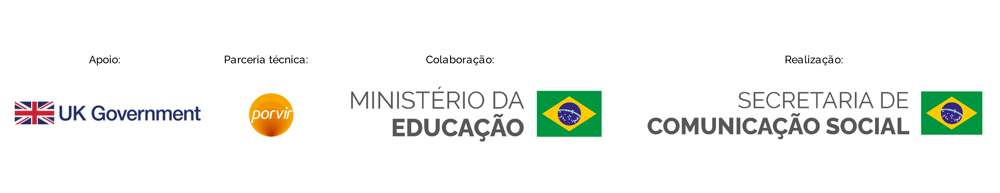 Apoio:
UK Government
Parceria técnica:
porvir
Colaboração:
MINISTÉRIO DA
EDUCAÇÃO
Realização:
SECRETARIA DE
COMUNICAÇÃO SOCIAL